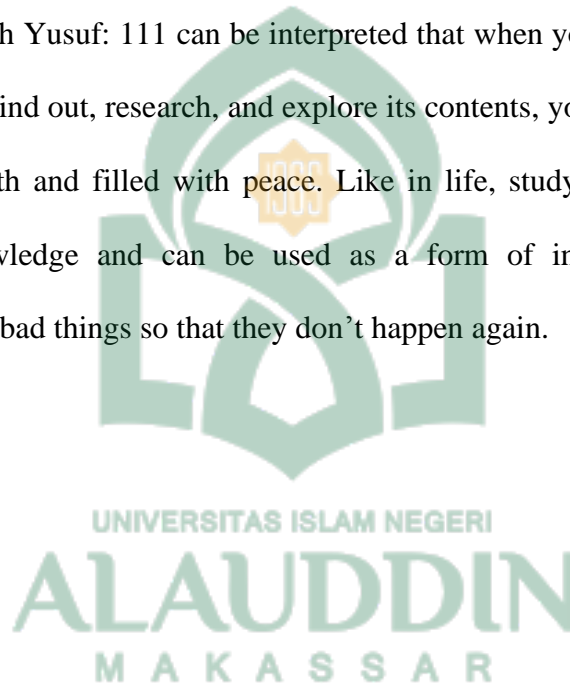 h Yusuf: 111 can be interpreted that when yo
ind out, research, and explore its contents, yo
th and filled with peace. Like in life, study
wledge and can be used as a form of in
bad things so that they don't happen again.
1965
UNIVERSITAS ISLAM NEGERI
ALAUDDIN
MAKASSAR